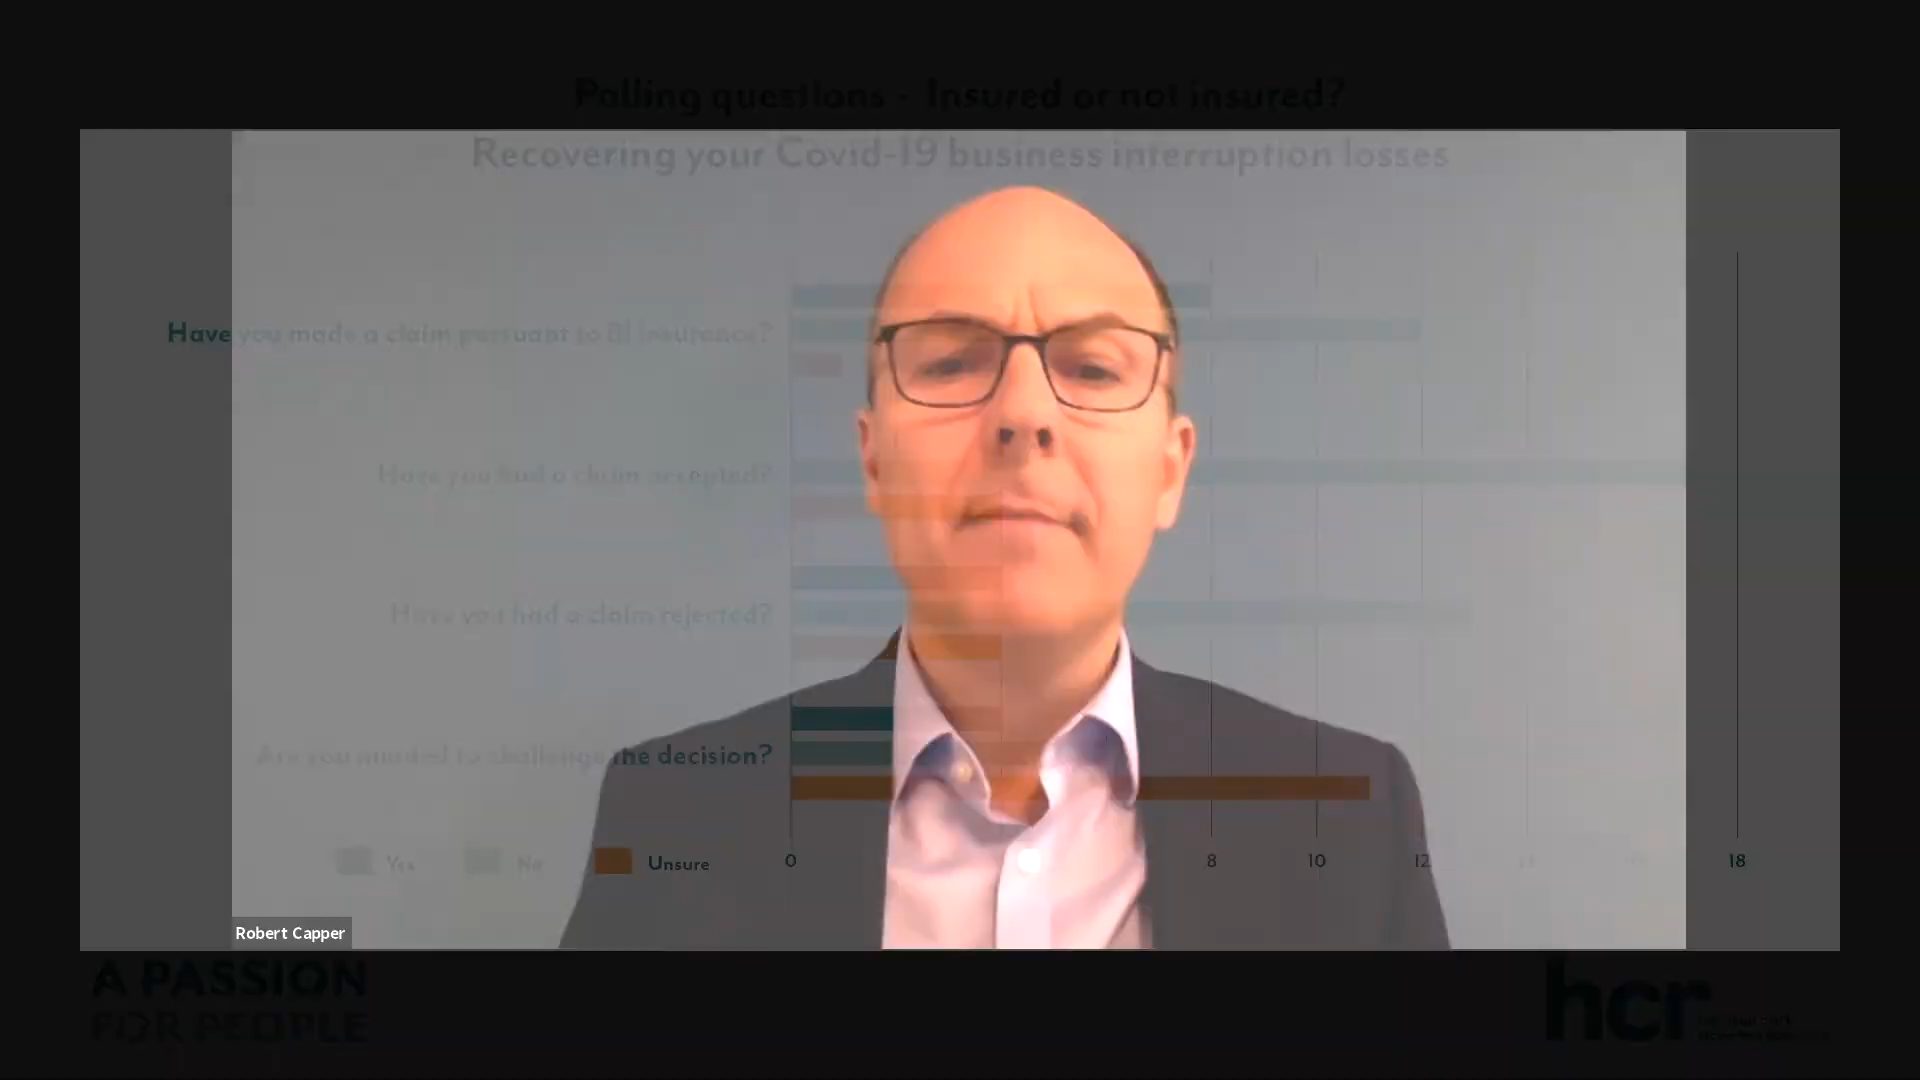 Polling questions - Insured or not insured?
Recovering your Covid-19 business interruption losses
Have you made a claim pursuant to BI insurance?
Have you had a claim accepted?
Have you had a claim rejected?
Are you minded to challenge the decision?
Yes No Unsure
0 8 10 12 14 16 18
Robert Capper
A PASSION
FOR PEOPLE
hcr